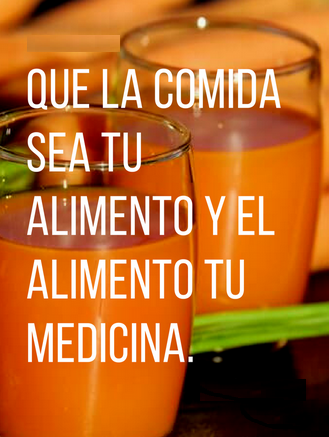 QUE LA COMIDA
SEA TU
ALIMENTO Y EL
ALIMENTO TU
MEDICINA.